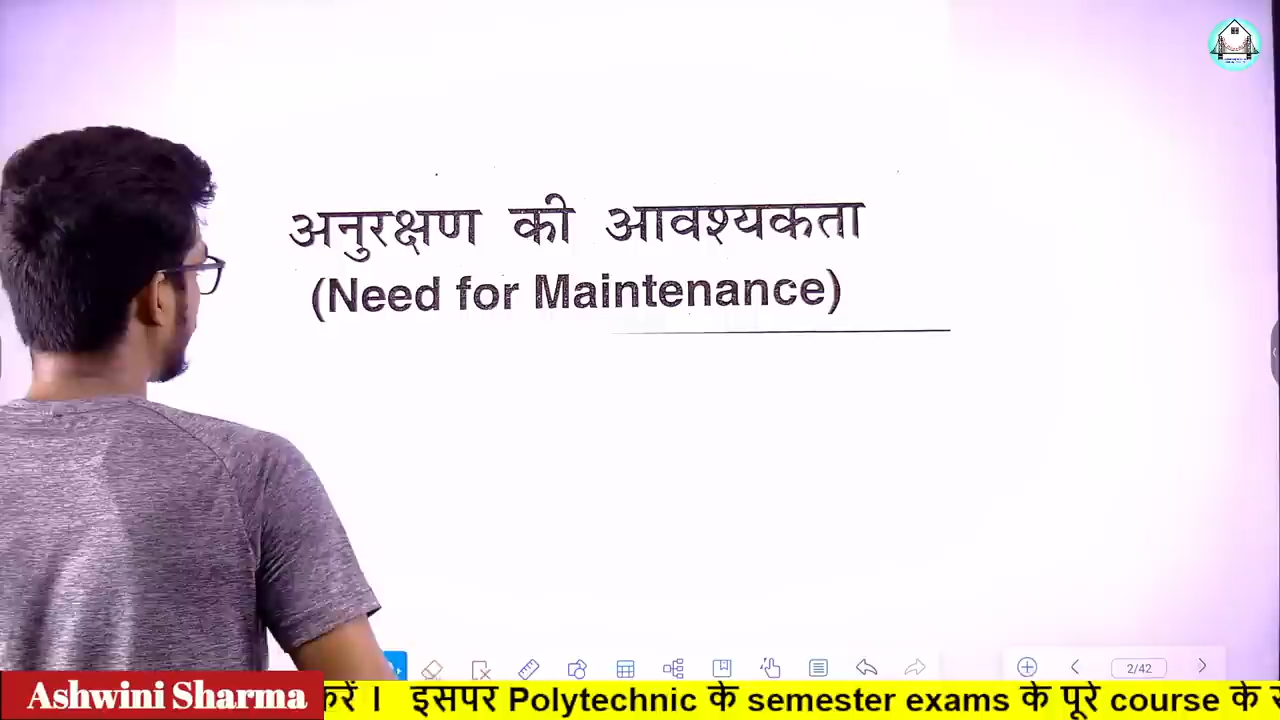 अनुरक्षण की आवश्यकता
(Need for Maintenance)
2/42
Ashwini Sharma
करें । इसपर Polytechnic के semester exams के पूरे course के